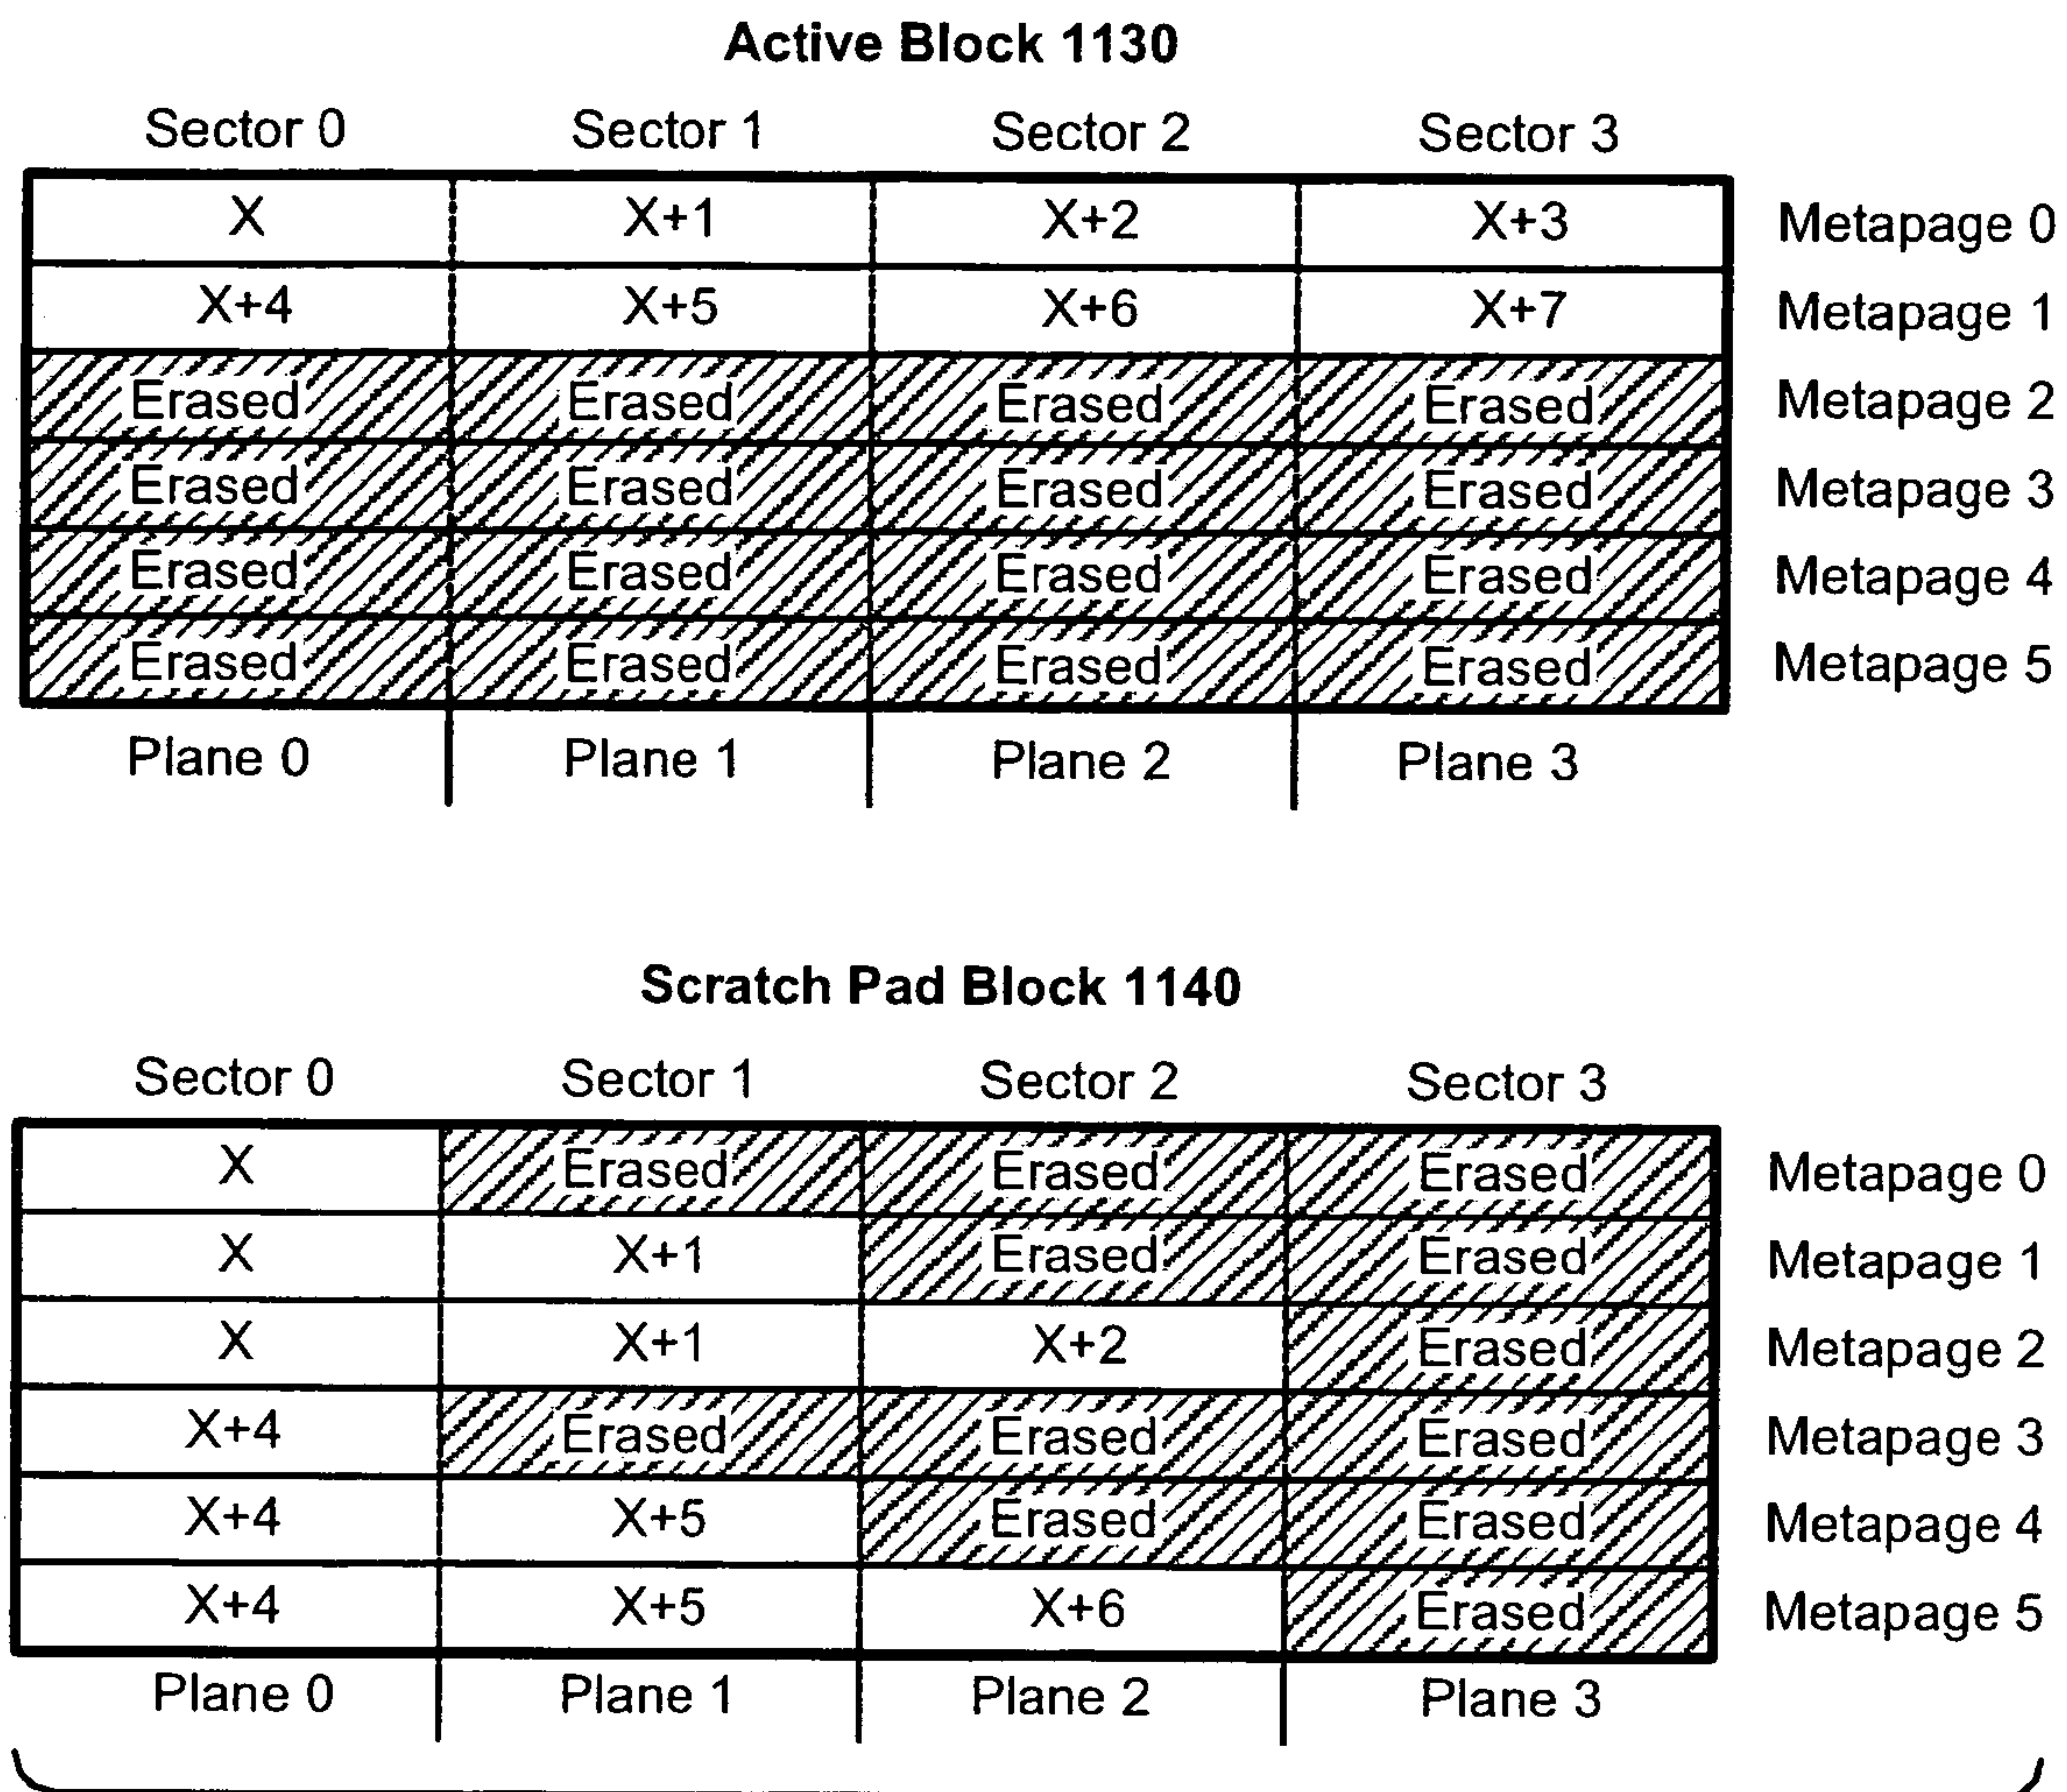 Active Block 1130
Sector 0 Sector 1 Sector 2 Sector 3
X X+1 X+2 X+3 Metapage 0
X+4 X+5 X+6 X+7 Metapage 1
Erased Erased Erased Erased Metapage 2
Erased Erased Erased Erased Metapage 3
Erased Erased Erased Erased Metapage 4
Erased Erased Erased Erased Metapage 5
Plane 0 Plane 1 Plane 2 Plane 3
Scratch Pad Block 1140
Sector 0 Sector 1 Sector 2 Sector 3
X Erased Erased Erased Metapage 0
X X+1 Erased Erased Metapage 1
X X+1 X+2 Erased Metapage 2
X+4 Erased Erased Erased Metapage 3
X+4 X+5 Erased Erased Metapage 4
X+4 X+5 X+6 Erased Metapage 5
Plane 0 Plane 1 Plane 2 Plane 3